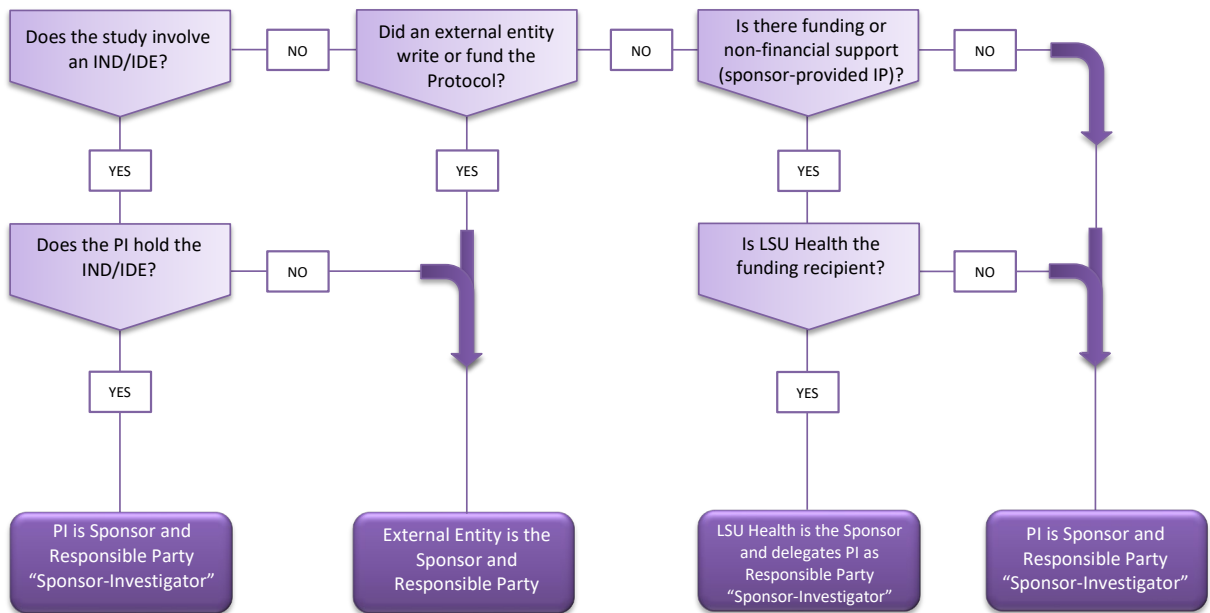 Does the study involve
an IND/IDE?
NO
Did an external entity
write or fund the
Protocol?
NO
Is there funding or
non-financial support
(sponsor-provided IP)?
NO
YES
YES
YES
Does the PI hold the
IND/IDE?
NO
Is LSU Health the
funding recipient?
NO
YES
YES
PI is Sponsor and
Responsible Party
“Sponsor-Investigator”
External Entity is the
Sponsor and
Responsible Party
LSU Health is the Sponsor
and delegates PI as
Responsible Party
“Sponsor-Investigator”
PI is Sponsor and
Responsible Party
“Sponsor-Investigator”